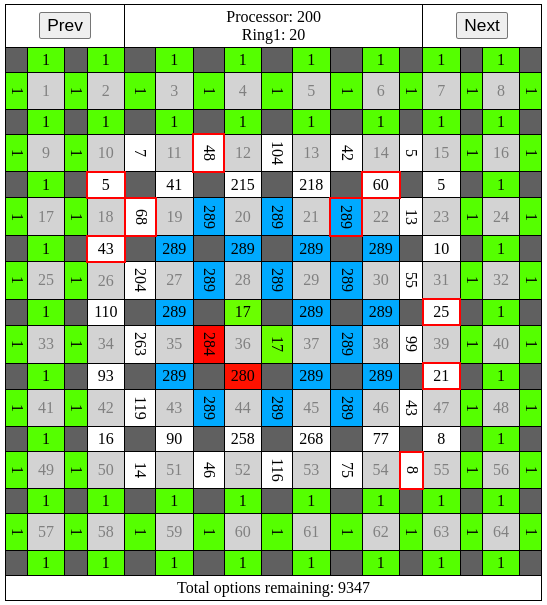 Prev Processor: 200 Next
Ring1: 20
1 1 1 1 1 1 1 1
1 1 1 2 1 3 1 4 1 5 1 6 1 7 1 8 1
1 1 1 1 1 1 1 1
1 9 1 10 7 11 48 12 104 13 42 14 5 15 1 16 1
1 5 41 215 218 60 5 1
1 17 1 18 68 19 289 20 289 21 289 22 13 23 1 24 1
1 43 289 289 289 289 10 1
1 25 1 26 204 27 289 28 289 29 289 30 55 31 1 32 1
1 110 289 17 289 289 25 1
1 33 1 34 263 35 284 36 17 37 289 38 99 39 1 40 1
1 93 289 280 289 289 21 1
1 41 1 42 119 43 289 44 289 45 289 46 43 47 1 48 1
1 16 90 258 268 77 8 1
1 49 1 50 14 51 46 52 116 53 75 54 8 55 1 56 1
1 1 1 1 1 1 1 1
1 57 1 58 1 59 1 60 1 61 1 62 1 63 1 64 1
1 1 1 1 1 1 1 1
Total options remaining: 9347